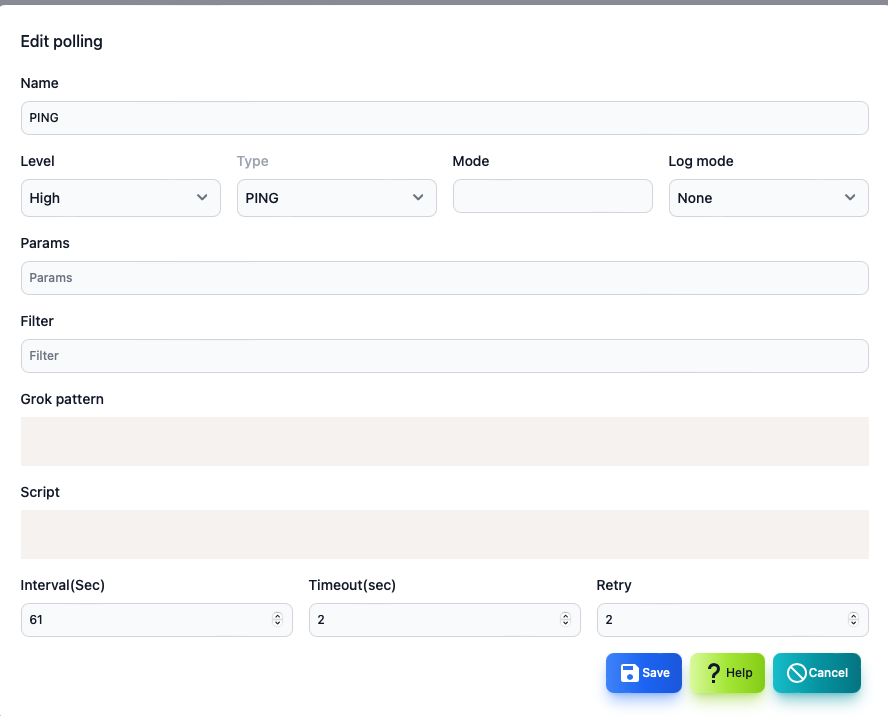 Edit polling
Name
PING
Level Type Mode Log mode
High PING None
Params
Params
Filter
Filter
Grok pattern
Script
Interval(Sec) Timeout(sec) Retry
61 2 2
Save ? Help Cancel